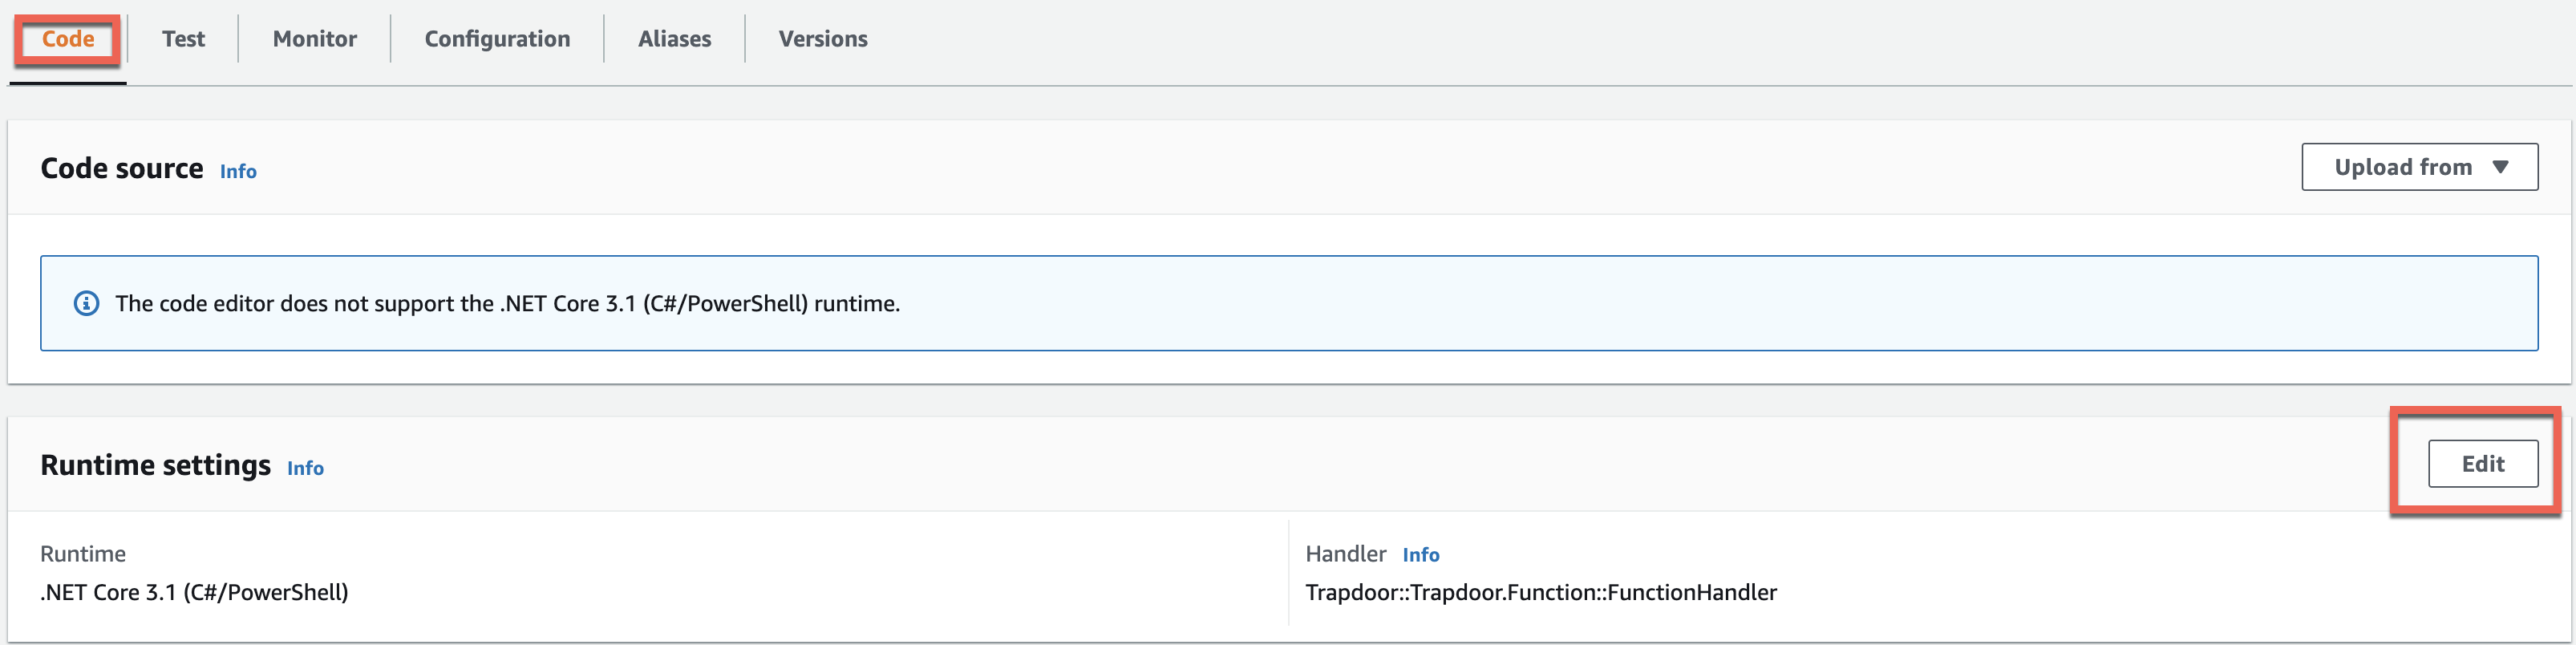 Code Test Monitor Configuration Aliases Versions
Code source Info Upload from ▼
The code editor does not support the .NET Core 3.1 (C#/PowerShell) runtime.
Runtime settings Info Edit
Runtime Handler Info
.NET Core 3.1 (C#/PowerShell) Trapdoor::Trapdoor.Function::FunctionHandler